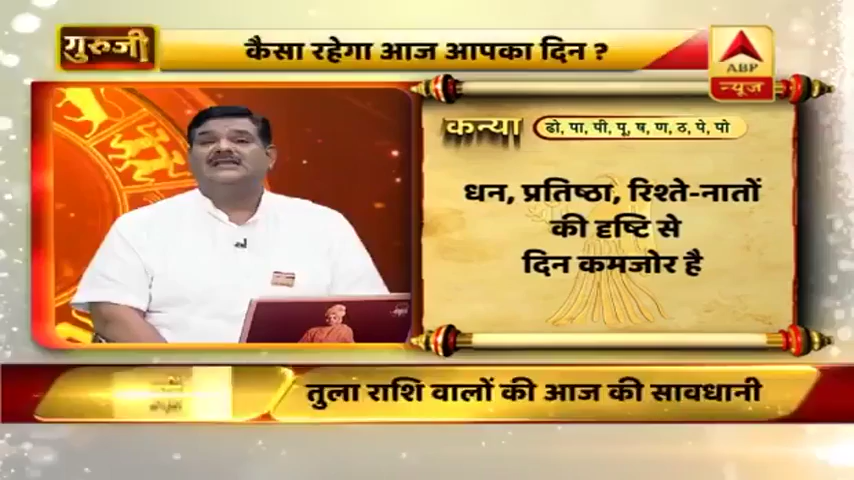 गुरुजी
कैसा रहेगा आज आपका दिन ?
ABP
न्यूज़
कन्या
ढो, पा, पी, पू, ष, ण, ठ, पे, पो
धन, प्रतिष्ठा, रिश्ते-नातों
की दृष्टि से
दिन कमजोर है
तुला राशि वालों की आज की सावधानी